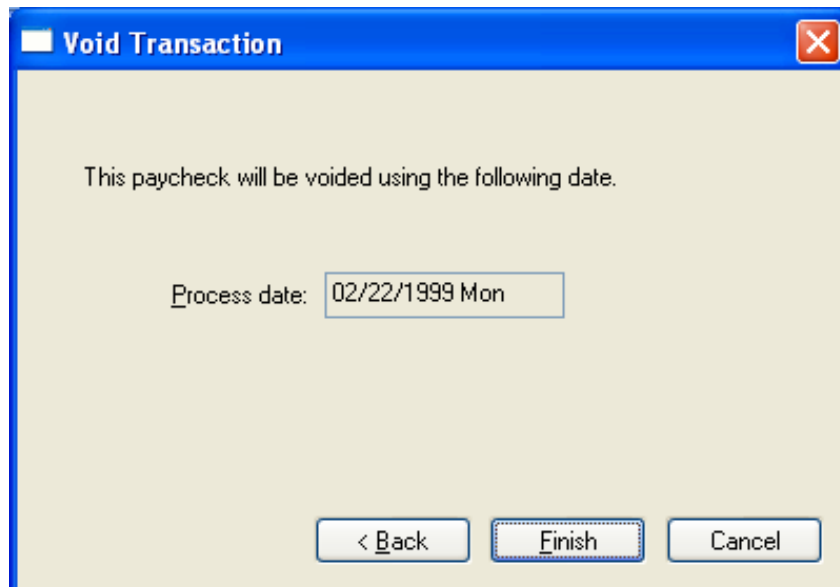 Void Transaction
This paycheck will be voided using the following date.
Process date: 02/22/1999 Mon
< Back Finish Cancel